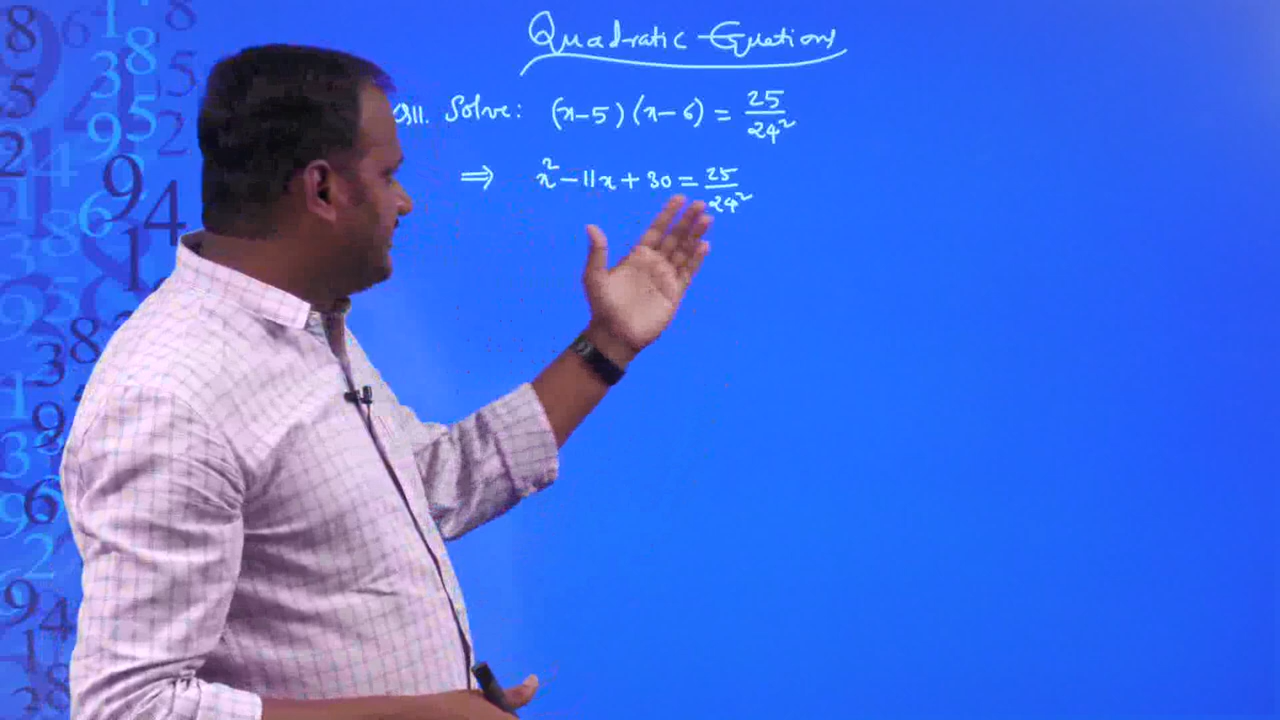 Quadratic Equations
Q11. Solve: (x-5)(x-6) = 25/24²
⇒ x² - 11x + 30 = 25/24²